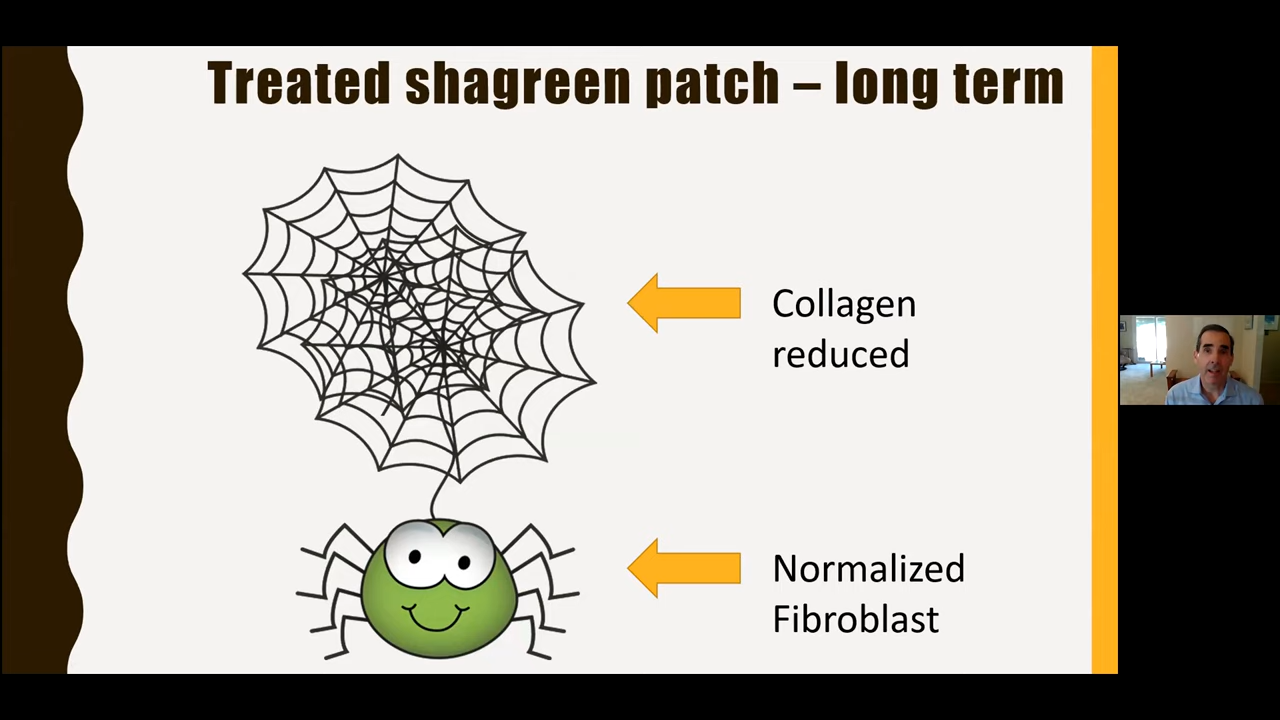 Treated shagreen patch – long term
Collagen
reduced
Normalized
Fibroblast